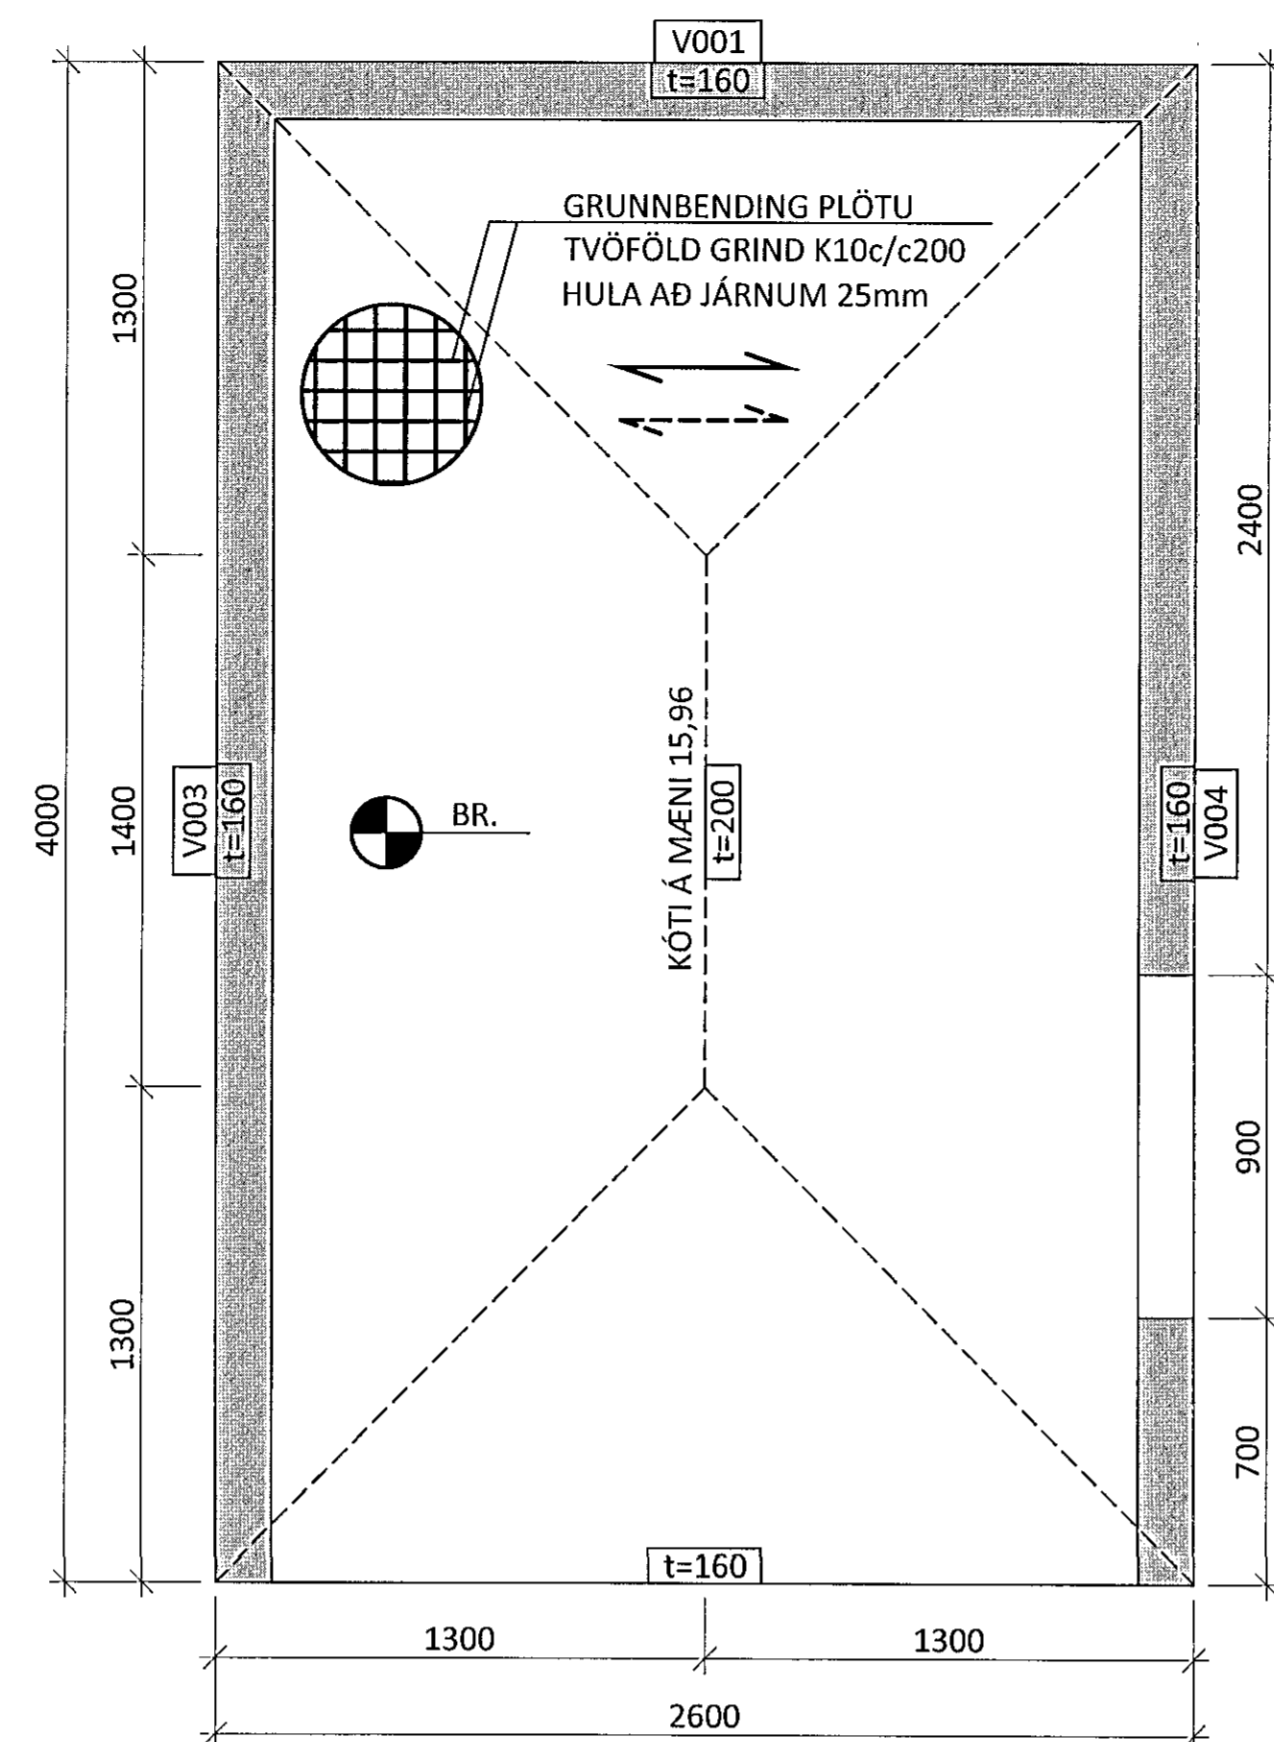 V001
t=160
GRUNNBENDING PLÖTU
TVÖFÖLD GRIND K10c/c200
HULA AÐ JÁRNUM 25mm
1300
2400
4000
1400
V003
t=160
BR.
KÓTI Á MÆNI 15,96
t=200
t=160
V004
900
1300
700
t=160
1300
1300
2600